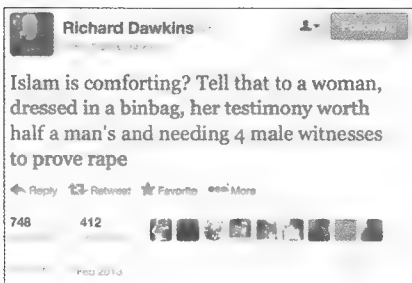 Richard Dawkins
Islam is comforting? Tell that to a woman,
dressed in a binbag, her testimony worth
half a man's and needing 4 male witnesses
to prove rape
Reply Retweet Favorite More
748 412
Feb 2013